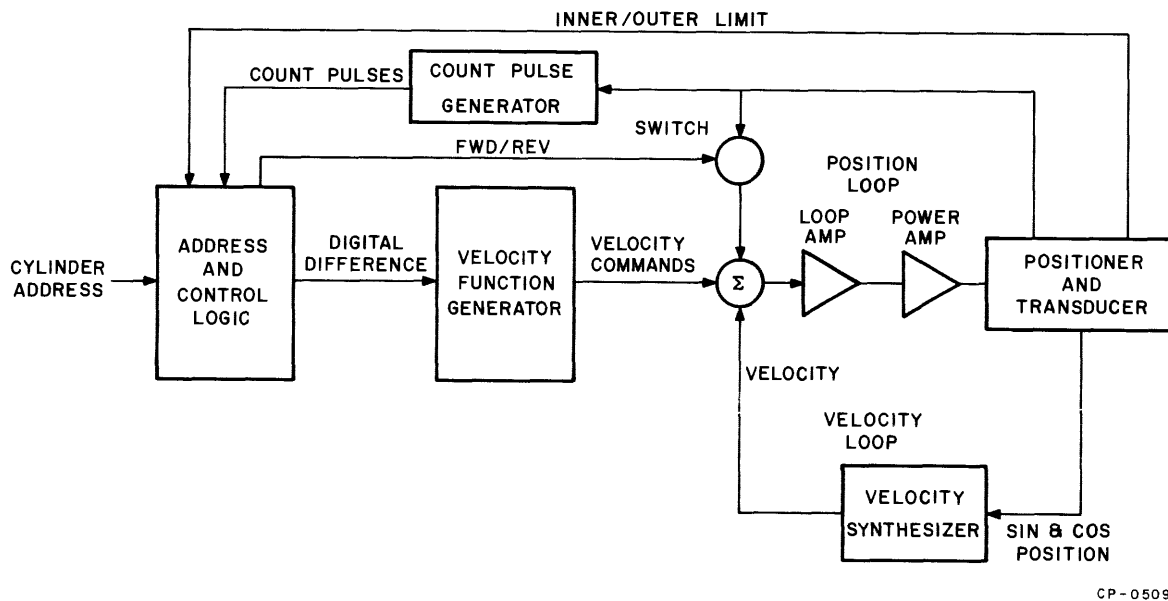 INNER/OUTER LIMIT
COUNT PULSES
COUNT PULSE
GENERATOR
SWITCH
FWD/REV
POSITION
LOOP
LOOP
AMP
POWER
AMP
CYLINDER
ADDRESS
ADDRESS
AND
CONTROL
LOGIC
DIGITAL
DIFFERENCE
VELOCITY
FUNCTION
GENERATOR
VELOCITY
COMMANDS
Σ
POSITIONER
AND
TRANSDUCER
VELOCITY
VELOCITY
LOOP
VELOCITY
SYNTHESIZER
SIN & COS
POSITION
CP-0509